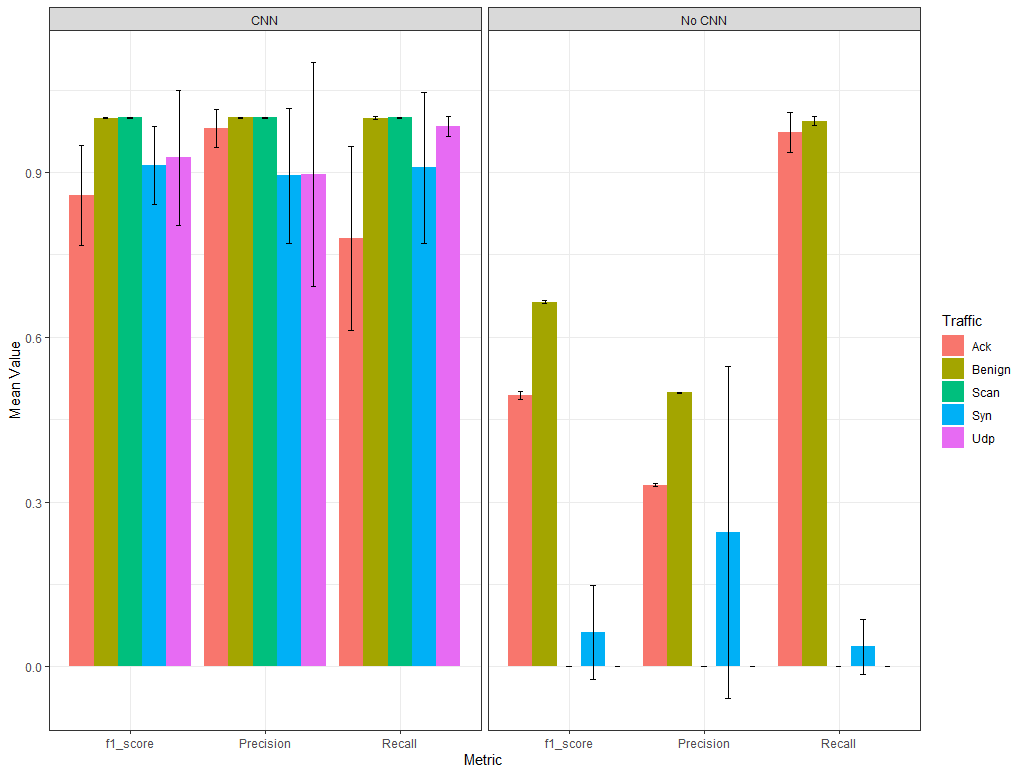 CNN
No CNN
Mean Value
0.9
0.6
0.3
0.0
f1_score
Precision
Recall
f1_score
Precision
Recall
Metric
Traffic
Ack
Benign
Scan
Syn
Udp